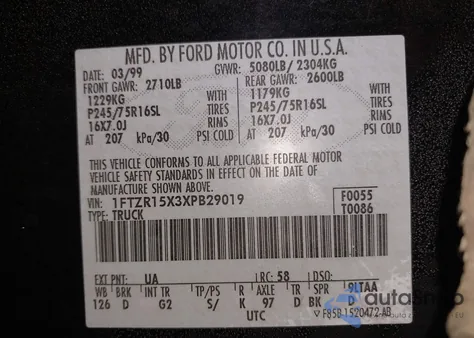 MFD. BY FORD MOTOR CO. IN U.S.A.
DATE: 03/99 GVWR: 5080LB/ 2304KG
FRONT GAWR: 2710LB REAR GAWR: 2600LB
1229KG WITH 1179KG WITH
P245/75R16SL TIRES P245/75R16SL TIRES
16X7.0J RIMS 16X7.0J RIMS
AT 207 kPa/30 PSI COLD AT 207 kPa/30 PSI COLD
THIS VEHICLE CONFORMS TO ALL APPLICABLE FEDERAL MOTOR
VEHICLE SAFETY STANDARDS IN EFFECT ON THE DATE OF
MANUFACTURE SHOWN ABOVE.
VIN: 1FTZR15X3XPB29019 F0055
TYPE: TRUCK T0086
EXT PNT: UA RC: 58 DSO:
WB BRK INT TR TP/PS R AXLE TR SPR 9LTAA
126 D G2 S/ K 97 D BK D
UTC F85B 1520472 AB